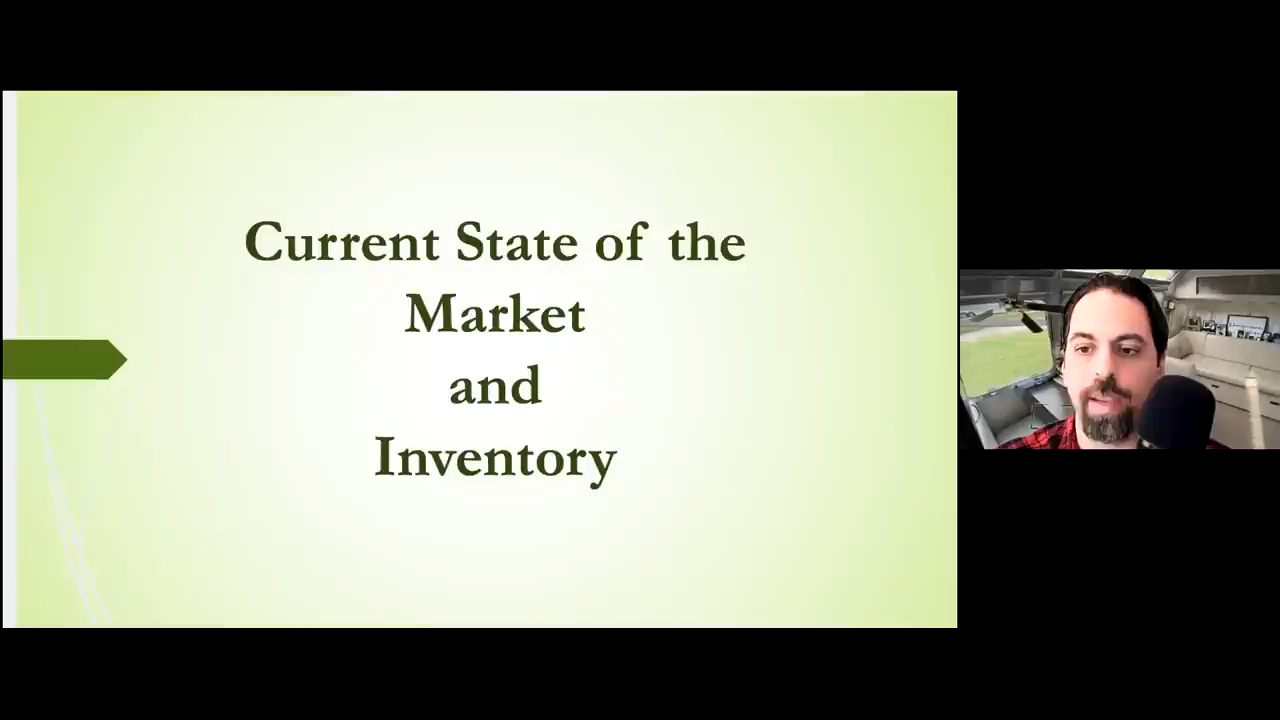 Current State of the
Market
and
Inventory